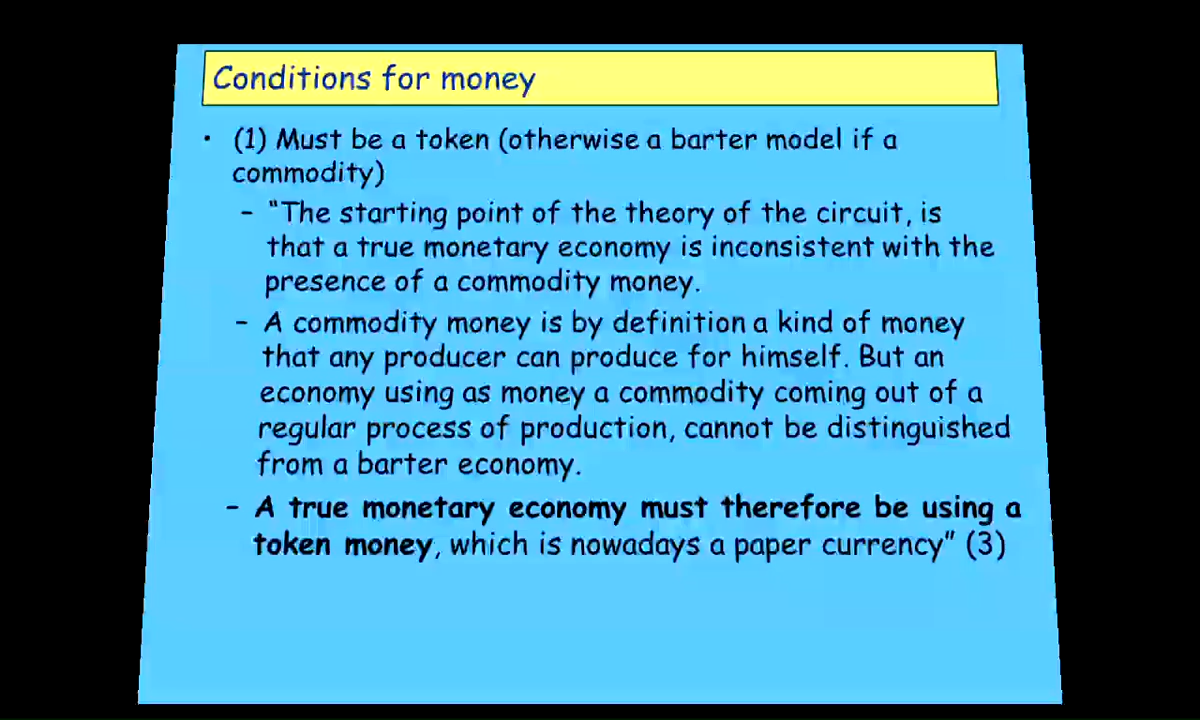 Conditions for money
• (1) Must be a token (otherwise a barter model if a
commodity)
– "The starting point of the theory of the circuit, is
that a true monetary economy is inconsistent with the
presence of a commodity money.
– A commodity money is by definition a kind of money
that any producer can produce for himself. But an
economy using as money a commodity coming out of a
regular process of production, cannot be distinguished
from a barter economy.
– A true monetary economy must therefore be using a
token money, which is nowadays a paper currency" (3)